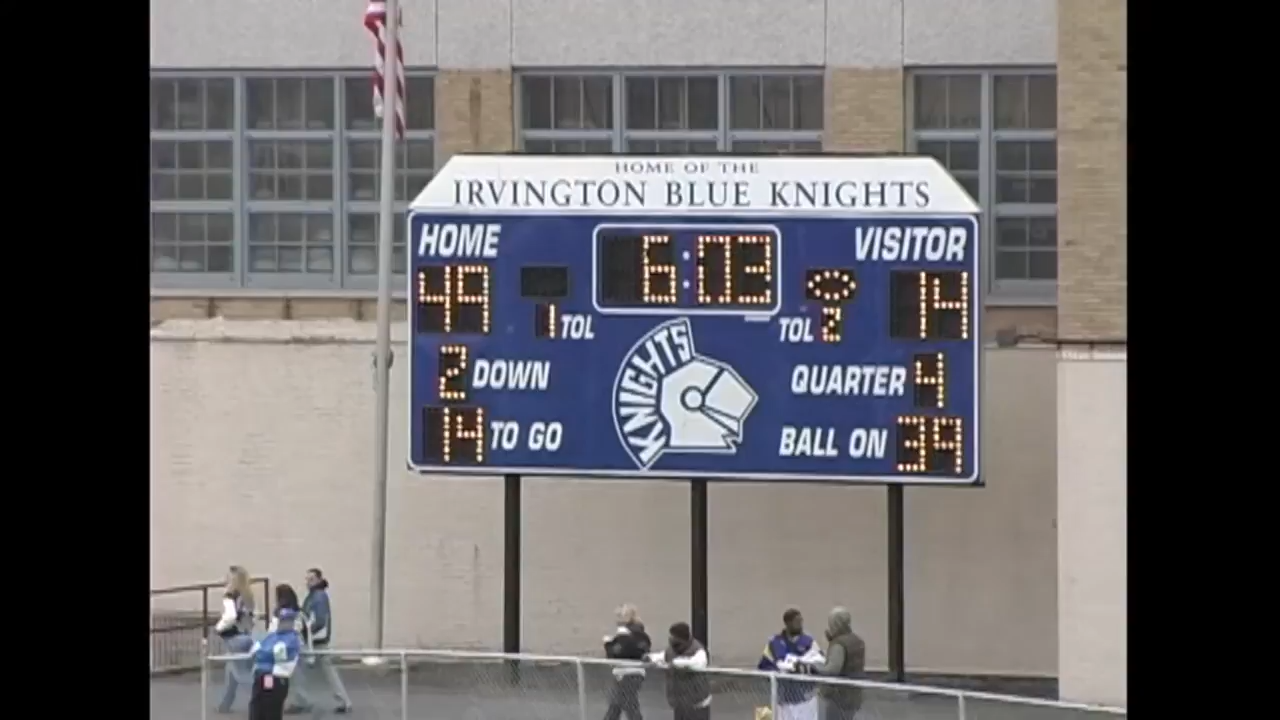 HOME OF THE
IRVINGTON BLUE KNIGHTS
HOME 6:03 VISITOR
49 14
1 TOL TOL 2
2 DOWN KNIGHTS QUARTER 4
14 TO GO BALL ON 39